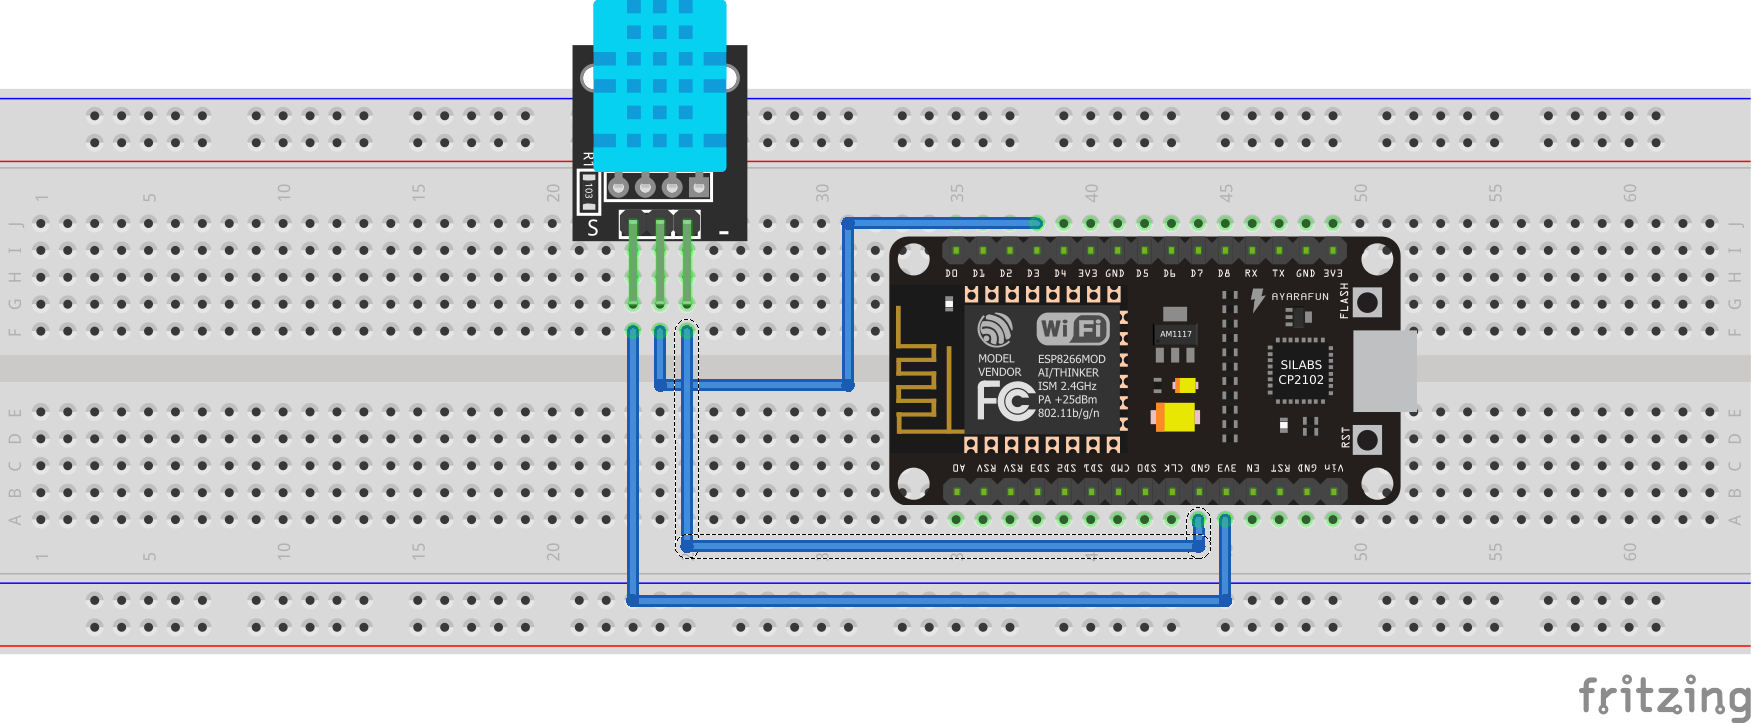 R1
103
S -
1 5 10 15 20 30 35 40 45 50 55 60
J J
I I
H H
G G
F F
D0 D1 D2 D3 D4 3V3 GND D5 D6 D7 D8 RX TX GND 3V3
AYARAFUN
FLASH
WiFi
AM1117
MODEL
VENDOR
ESP8266MOD
AI/THINKER
ISM 2.4GHz
PA +25dBm
802.11b/g/n
FC
SILABS
CP2102
RST
A0 RSV RSV SD3 SD2 SD1 CMD SD0 CLK GND 3V3 EN RST GND Vin
E E
D D
C C
B B
A A
1 5 10 15 20 50 55 60
fritzing